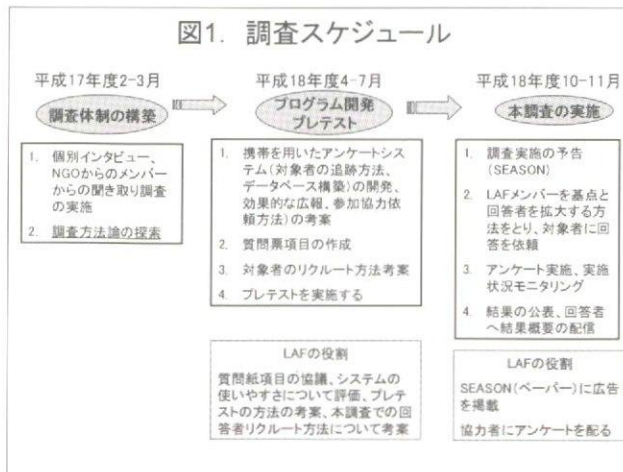 図1. 調査スケジュール
平成17年度2-3月
調査体制の構築
1. 個別インタビュー、
NGOからのメンバー
からの聞き取り調査
の実施
2. 調査方法論の探索
平成18年度4-7月
プログラム開発
プレテスト
1. 携帯を用いたアンケートシス
テム(対象者の追跡方法、
データベース構築)の開発、
効果的な広報、参加協力依
頼方法)の考案
2. 質問票項目の作成
3. 対象者のリクルート方法考案
4. プレテストを実施する
LAFの役割
質問紙項目の協議、システムの
使いやすさについて評価、プレテ
ストの方法の考案、本調査での回
答者リクルート方法について考案
平成18年度10-11月
本調査の実施
1. 調査実施の予告
(SEASON)
2. LAFメンバーを基点と
回答者を拡大する方
法をとり、対象者に回
答を依頼
3. アンケート実施、実施
状況モニタリング
4. 結果の公表、回答者
へ結果概要の配信
LAFの役割
SEASON(ペーパー)に広告
を掲載
協力者にアンケートを配る